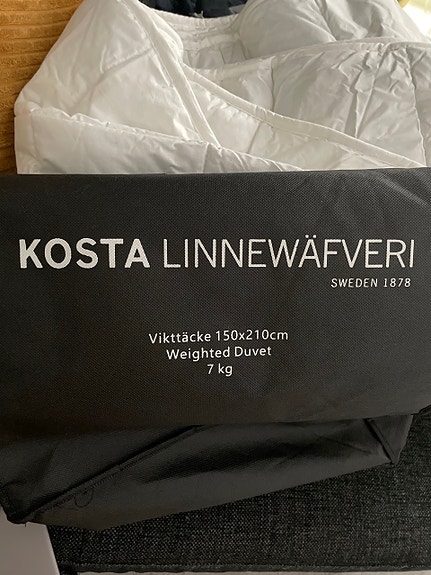 KOSTA LINNEWÄFVERI
SWEDEN 1878
Vikttäcke 150x210cm
Weighted Duvet
7 kg